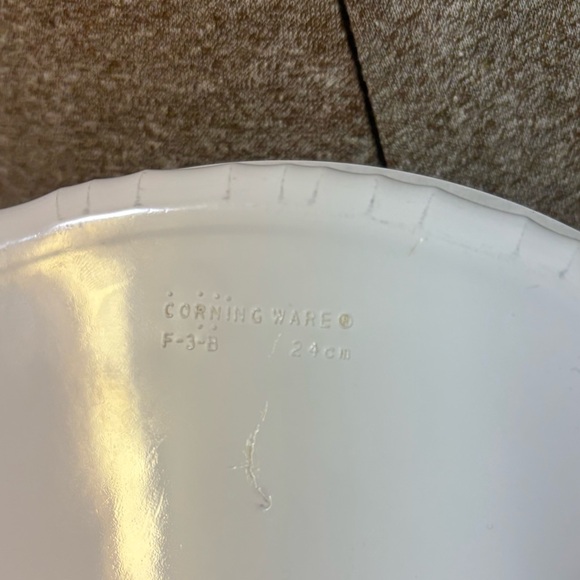 CORNING WARE®
F-3-B / 24cm